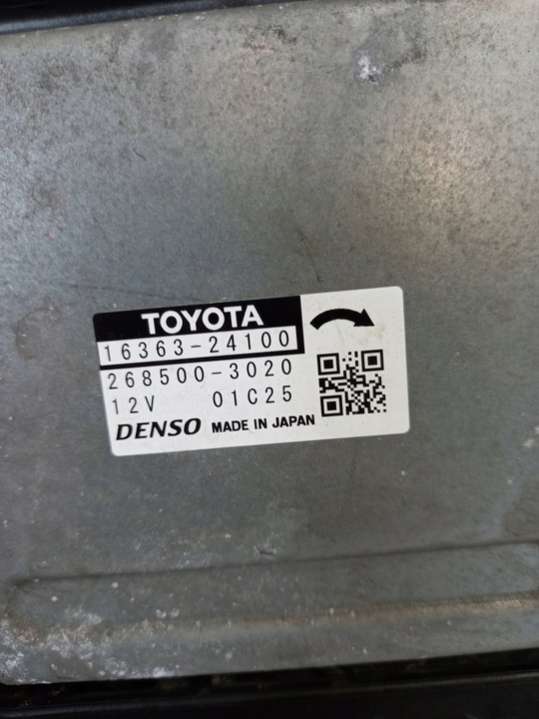 TOYOTA
16363-24100
268500-3020
12V 01C25
DENSO MADE IN JAPAN